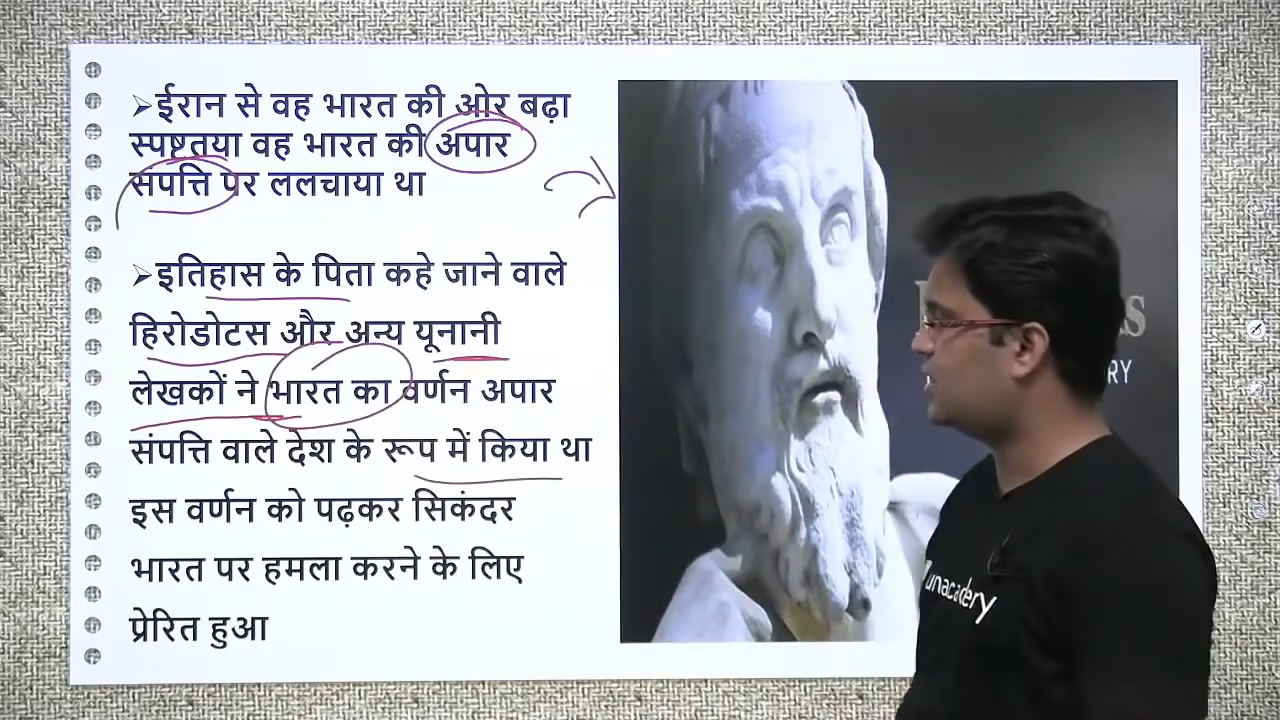 ➢ईरान से वह भारत की ओर बढ़ा
स्पष्टतया वह भारत की अपार
संपत्ति पर ललचाया था
➢इतिहास के पिता कहे जाने वाले
हिरोडोटस और अन्य यूनानी
लेखकों ने भारत का वर्णन अपार
संपत्ति वाले देश के रूप में किया था
इस वर्णन को पढ़कर सिकंदर
भारत पर हमला करने के लिए
प्रेरित हुआ
unacademy